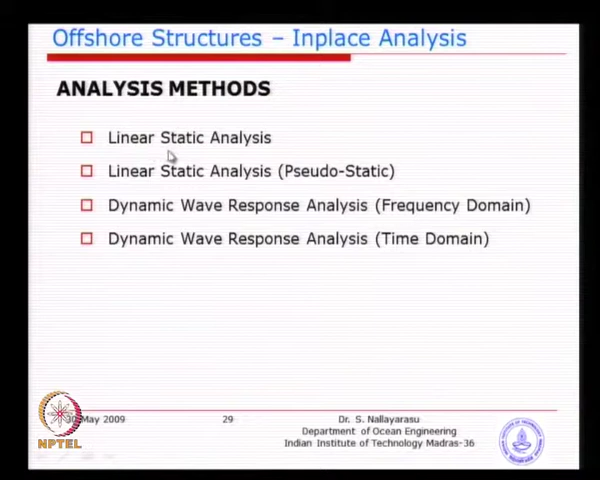 Offshore Structures – Inplace Analysis
ANALYSIS METHODS
Linear Static Analysis
Linear Static Analysis (Pseudo-Static)
Dynamic Wave Response Analysis (Frequency Domain)
Dynamic Wave Response Analysis (Time Domain)
30 May 2009
29
Dr. S. Nallayarasu
Department of Ocean Engineering
Indian Institute of Technology Madras-36
NPTEL